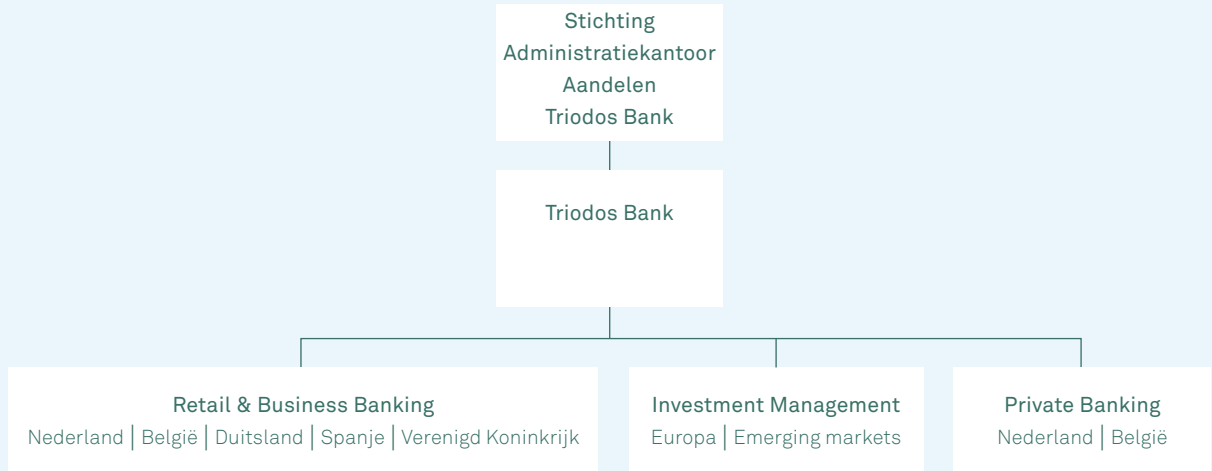 Stichting
Administratiekantoor
Aandelen
Triodos Bank
Triodos Bank
Retail & Business Banking
Nederland | België | Duitsland | Spanje | Verenigd Koninkrijk
Investment Management
Europa | Emerging markets
Private Banking
Nederland | België